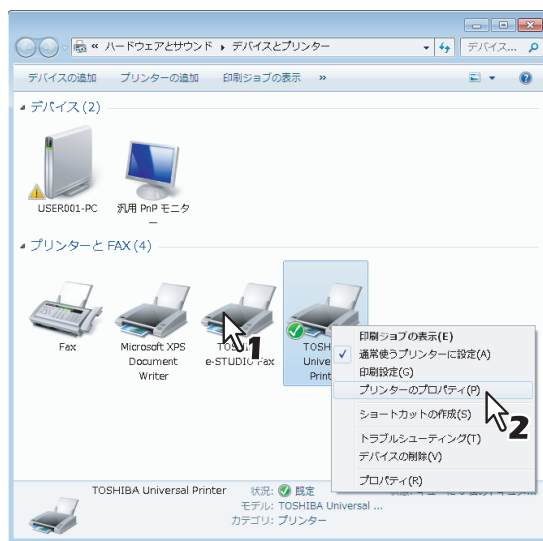 « ハードウェアとサウンド ▸ デバイスとプリンター
デバイス...
デバイスの追加 プリンターの追加 印刷ジョブの表示 »
デバイス (2)
USER001-PC
汎用 PnP モニター
プリンターと FAX (4)
Fax
Microsoft XPS
Document
Writer
TOSHIBA
e-STUDIO Fax
1
TOSH
Unive
Print
印刷ジョブの表示(E)
通常使うプリンターに設定(A)
印刷設定(G)
プリンターのプロパティ(P)
2
ショートカットの作成(S)
トラブルシューティング(T)
デバイスの削除(V)
プロパティ(R)
TOSHIBA Universal Printer 状況: 既定
モデル: TOSHIBA Universal ...
カテゴリ: プリンター